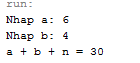 run:
Nhap a: 6
Nhap b: 4
a + b + n = 30